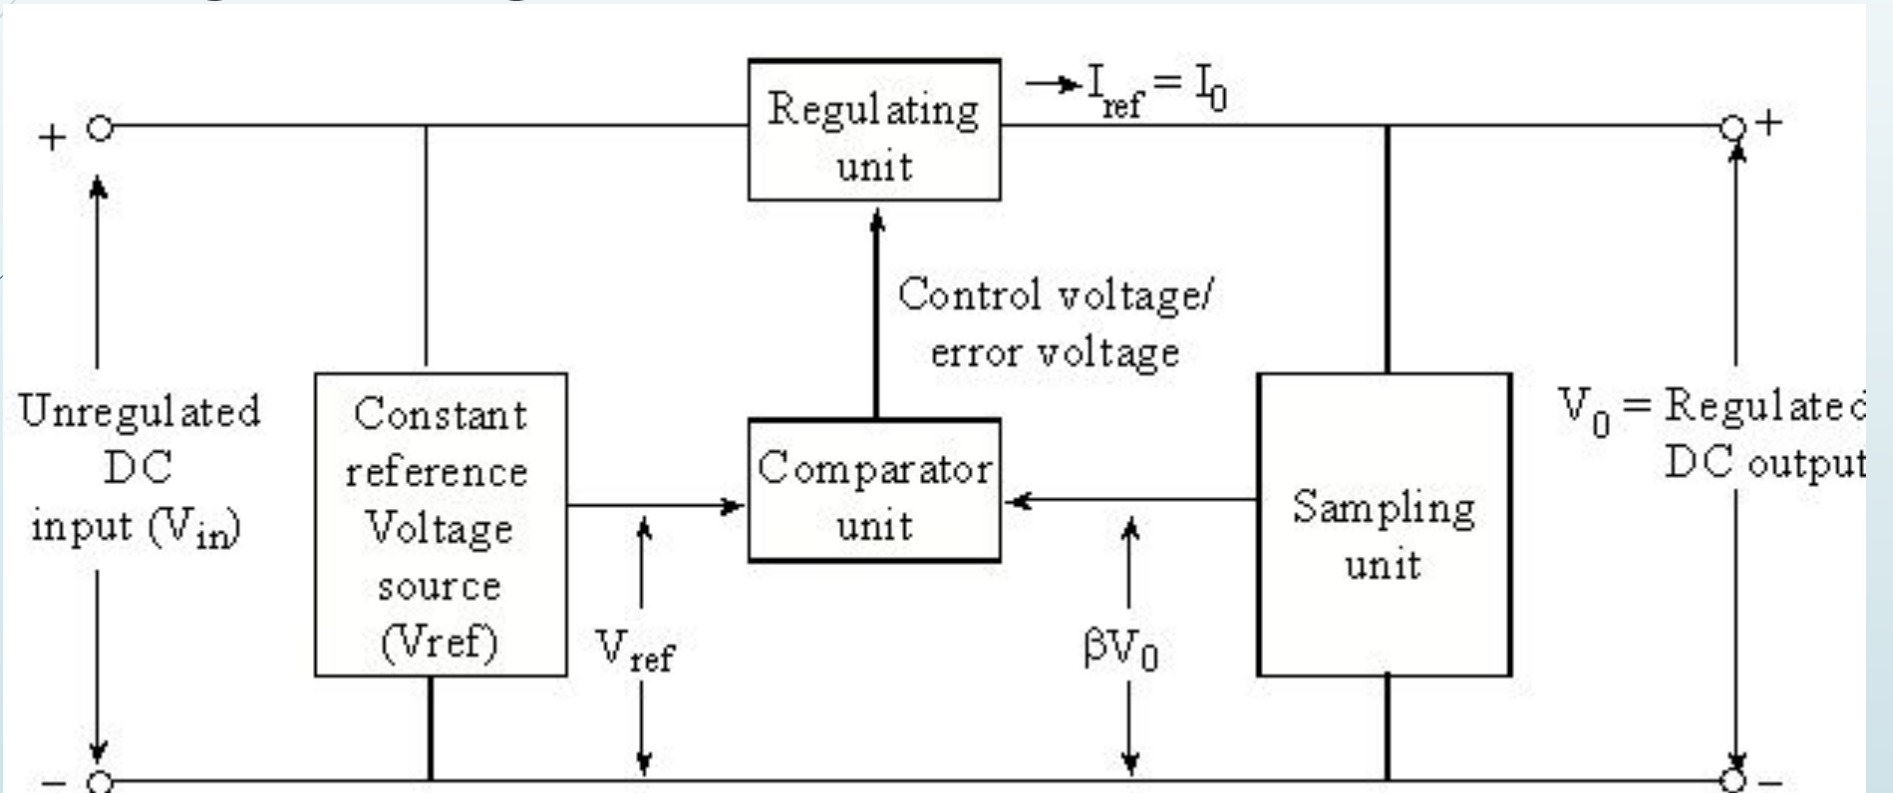 Regulating
unit
→ I_ref = I_0
+
+
Control voltage/
error voltage
Unregulated
DC
input (V_in)
Constant
reference
Voltage
source
(Vref)
Comparator
unit
Sampling
unit
V_0 = Regulated
DC output
V_ref
βV_0
−
−